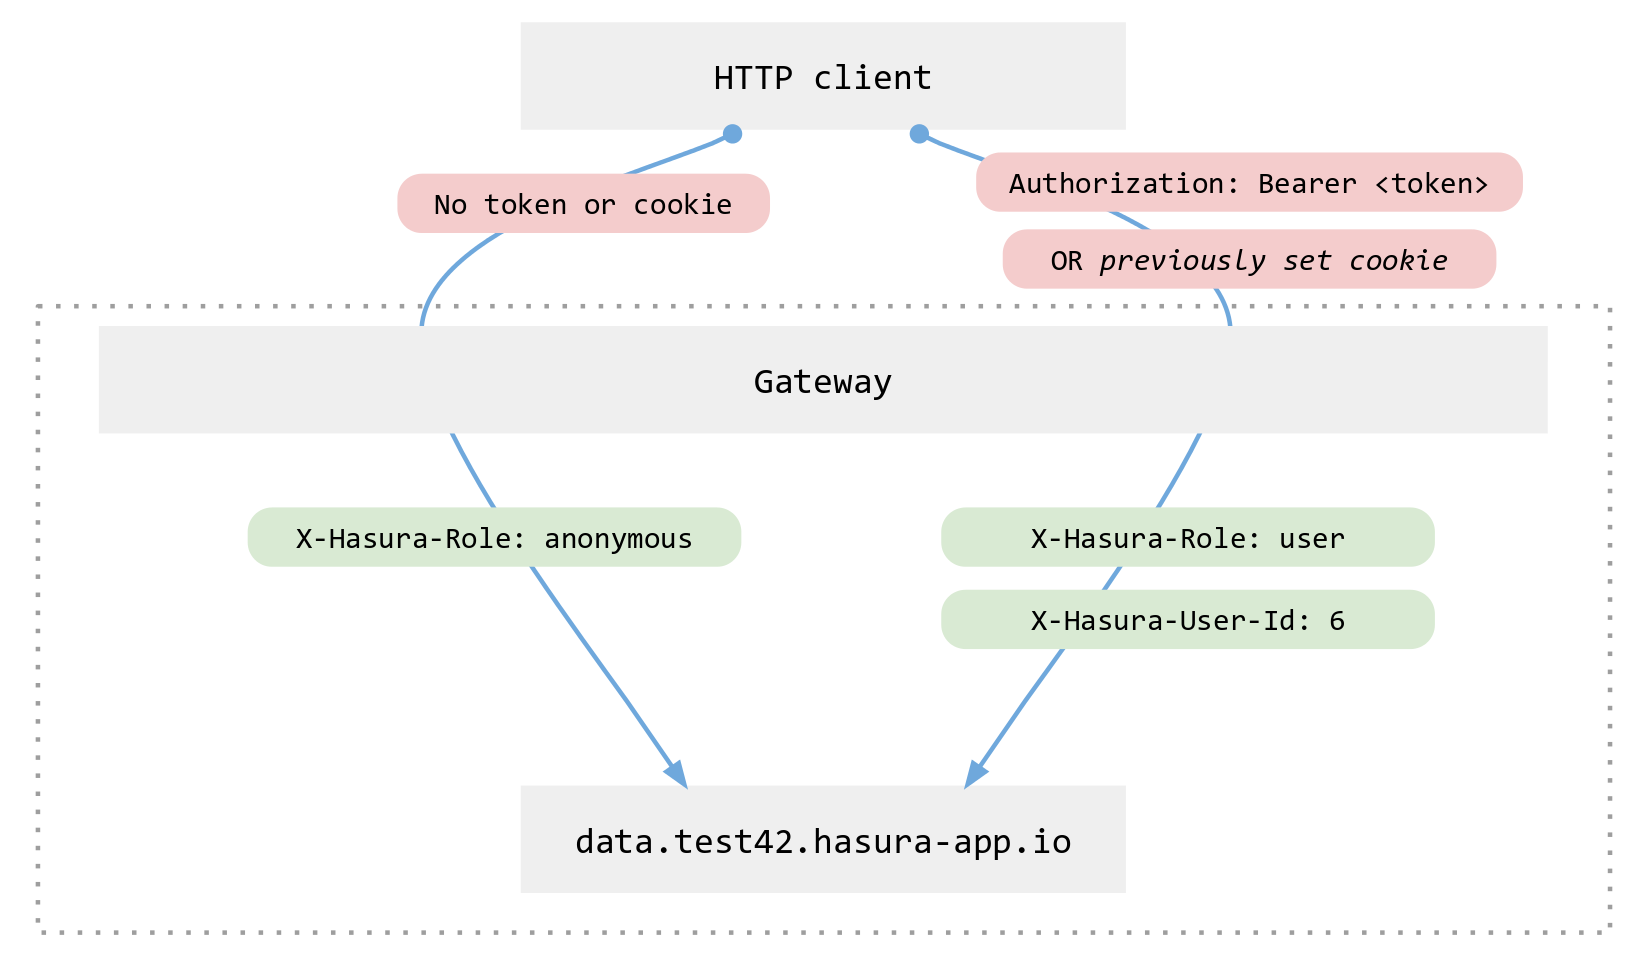 HTTP client
No token or cookie
Authorization: Bearer <token>
OR previously set cookie
Gateway
X-Hasura-Role: anonymous
X-Hasura-Role: user
X-Hasura-User-Id: 6
data.test42.hasura-app.io